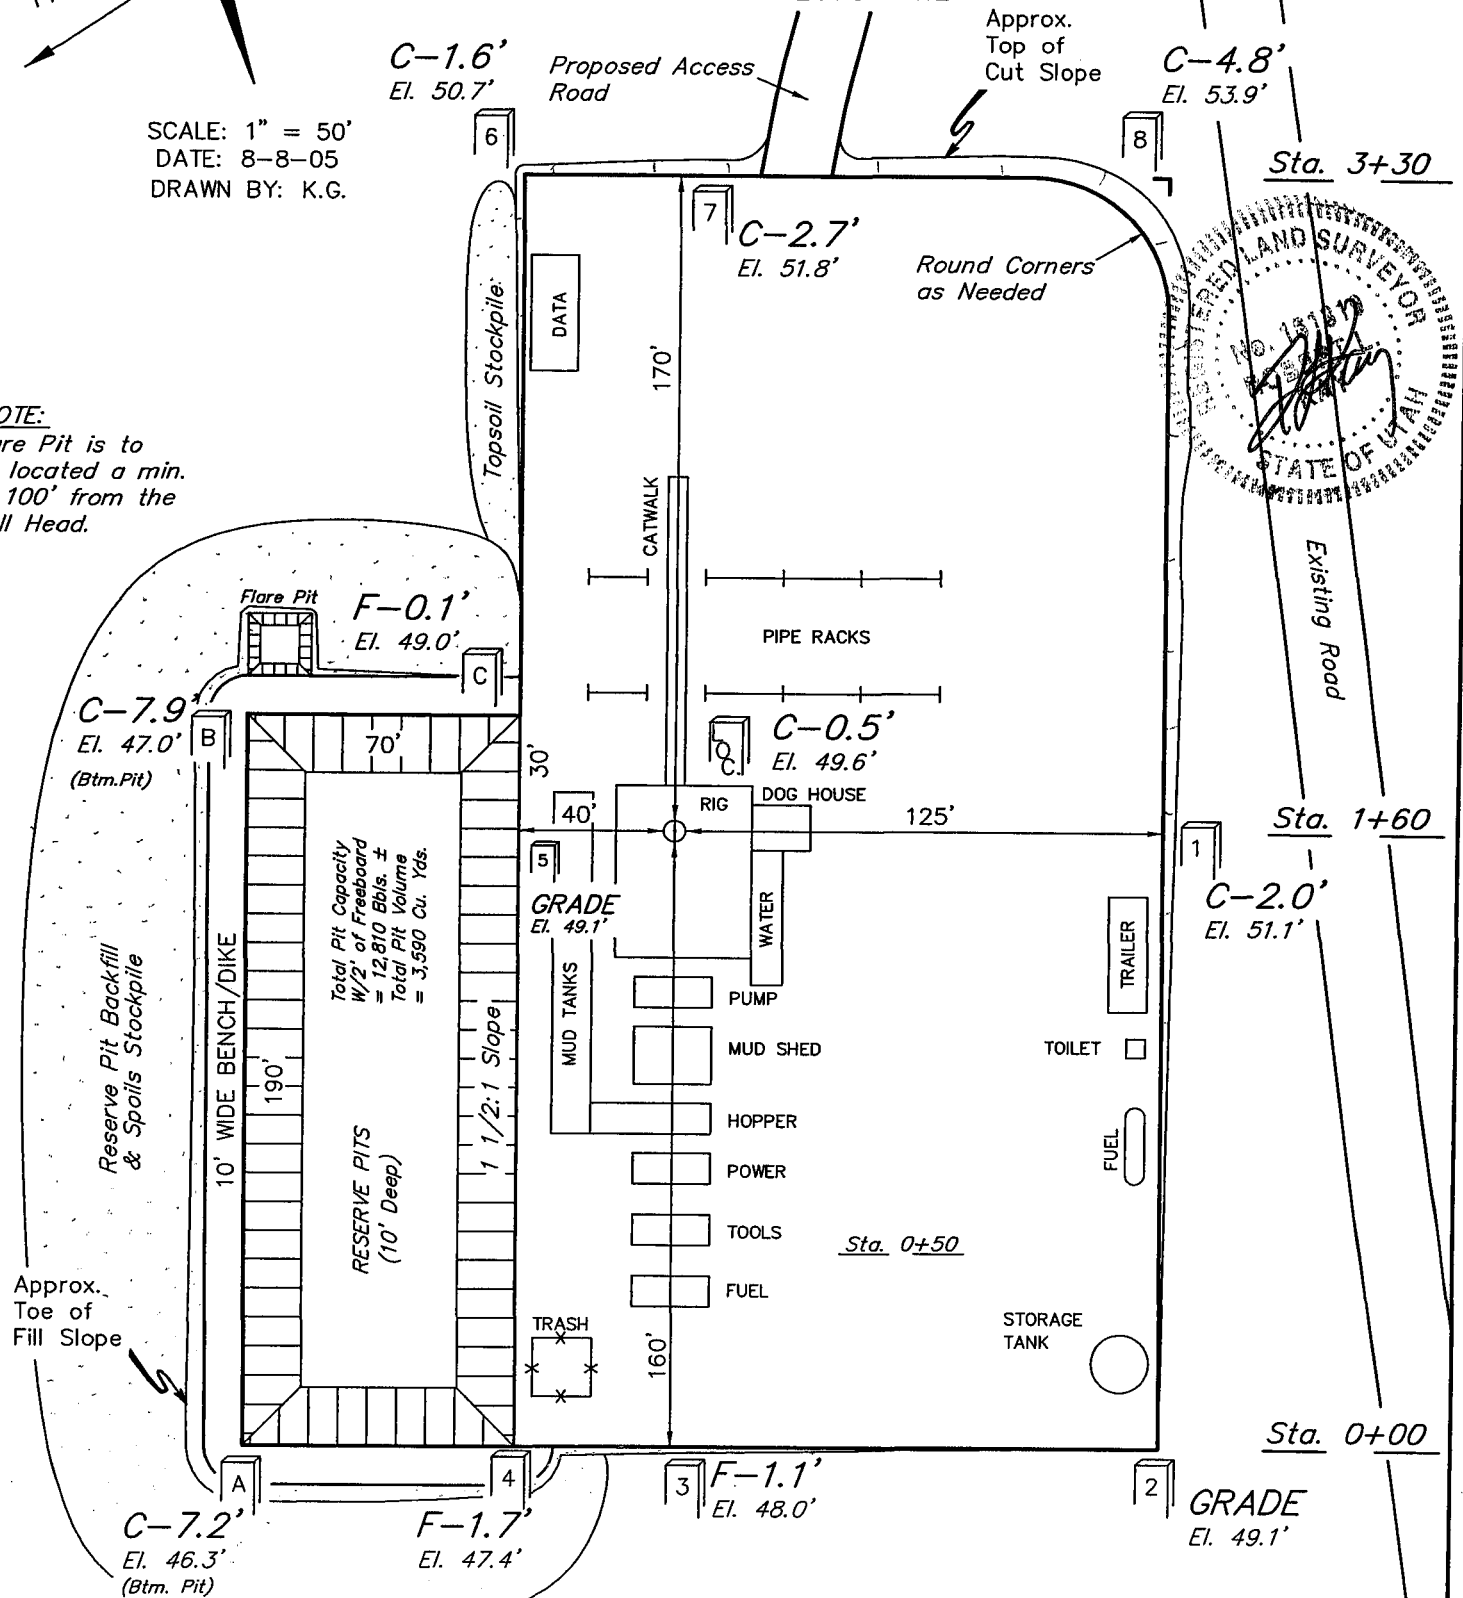 C-1.6'
El. 50.7'
Proposed Access
Road
Approx.
Top of
Cut Slope
C-4.8'
El. 53.9'
SCALE: 1" = 50'
DATE: 8-8-05
DRAWN BY: K.G.
6
8
Sta. 3+30
7
C-2.7'
El. 51.8'
Round Corners
as Needed
REGISTERED LAND SURVEYOR
No.
STATE OF UTAH
DATA
Topsoil Stockpile
170'
Pit is to
located a min.
100' from the
Head.
CATWALK
Existing Road
Flare Pit
F-0.1'
El. 49.0'
C
PIPE RACKS
C-7.9'
El. 47.0'
(Btm.Pit)
B
70'
30'
LOC.
C-0.5'
El. 49.6'
RIG
DOG HOUSE
40'
125'
Sta. 1+60
1
C-2.0'
El. 51.1'
5
GRADE
El. 49.1'
Total Pit Capacity
W/2' of Freeboard
= 12,810 Bbls. ±
Total Pit Volume
= 3,590 Cu. Yds.
WATER
TRAILER
MUD TANKS
PUMP
MUD SHED
TOILET
Reserve Pit Backfill
& Spoils Stockpile
10' WIDE BENCH/DIKE
190'
1 1/2:1 Slope
HOPPER
FUEL
RESERVE PITS
(10' Deep)
POWER
TOOLS
Sta. 0+50
FUEL
Approx.
Toe of
Fill Slope
TRASH
160'
STORAGE
TANK
Sta. 0+00
A
C-7.2'
El. 46.3'
(Btm. Pit)
4
F-1.7'
El. 47.4'
3
F-1.1'
El. 48.0'
2
GRADE
El. 49.1'